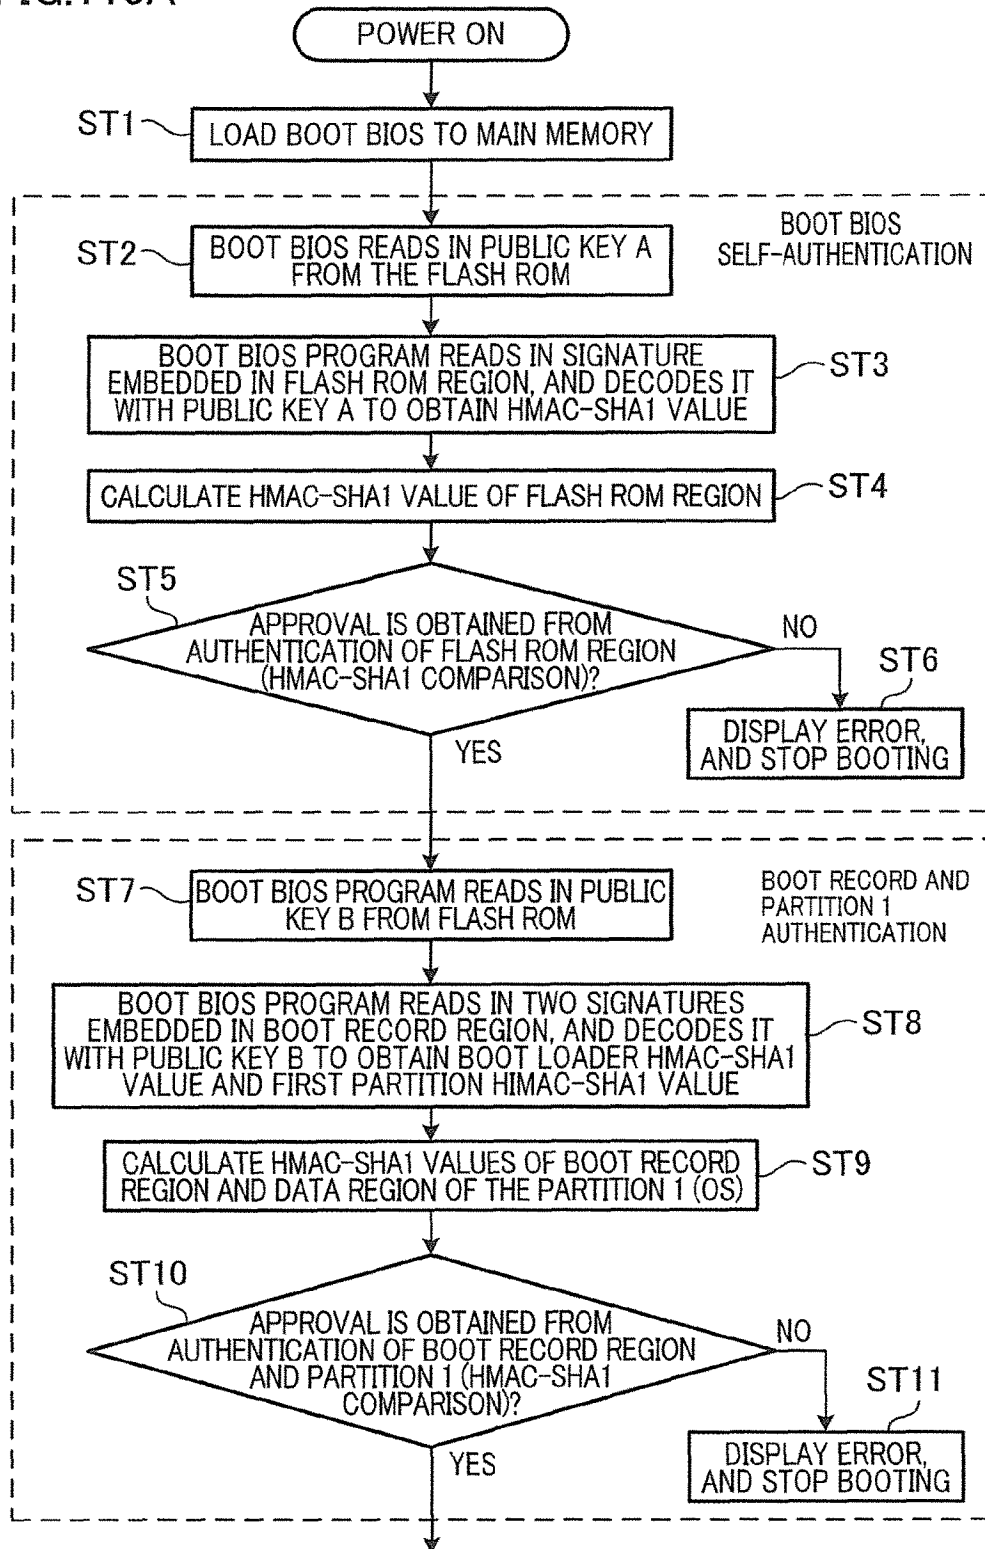 POWER ON
ST1
LOAD BOOT BIOS TO MAIN MEMORY
BOOT BIOS
SELF-AUTHENTICATION
ST2
BOOT BIOS READS IN PUBLIC KEY A
FROM THE FLASH ROM
BOOT BIOS PROGRAM READS IN SIGNATURE
EMBEDDED IN FLASH ROM REGION, AND DECODES IT
WITH PUBLIC KEY A TO OBTAIN HMAC-SHA1 VALUE
ST3
CALCULATE HMAC-SHA1 VALUE OF FLASH ROM REGION
ST4
ST5
APPROVAL IS OBTAINED FROM
AUTHENTICATION OF FLASH ROM REGION
(HMAC-SHA1 COMPARISON)?
NO
ST6
DISPLAY ERROR,
AND STOP BOOTING
YES
ST7
BOOT BIOS PROGRAM READS IN PUBLIC
KEY B FROM FLASH ROM
BOOT RECORD AND
PARTITION 1
AUTHENTICATION
BOOT BIOS PROGRAM READS IN TWO SIGNATURES
EMBEDDED IN BOOT RECORD REGION, AND DECODES IT
WITH PUBLIC KEY B TO OBTAIN BOOT LOADER HMAC-SHA1
VALUE AND FIRST PARTITION HIMAC-SHA1 VALUE
ST8
CALCULATE HMAC-SHA1 VALUES OF BOOT RECORD
REGION AND DATA REGION OF THE PARTITION 1 (OS)
ST9
ST10
APPROVAL IS OBTAINED FROM
AUTHENTICATION OF BOOT RECORD REGION
AND PARTITION 1 (HMAC-SHA1
COMPARISON)?
NO
ST11
DISPLAY ERROR,
AND STOP BOOTING
YES